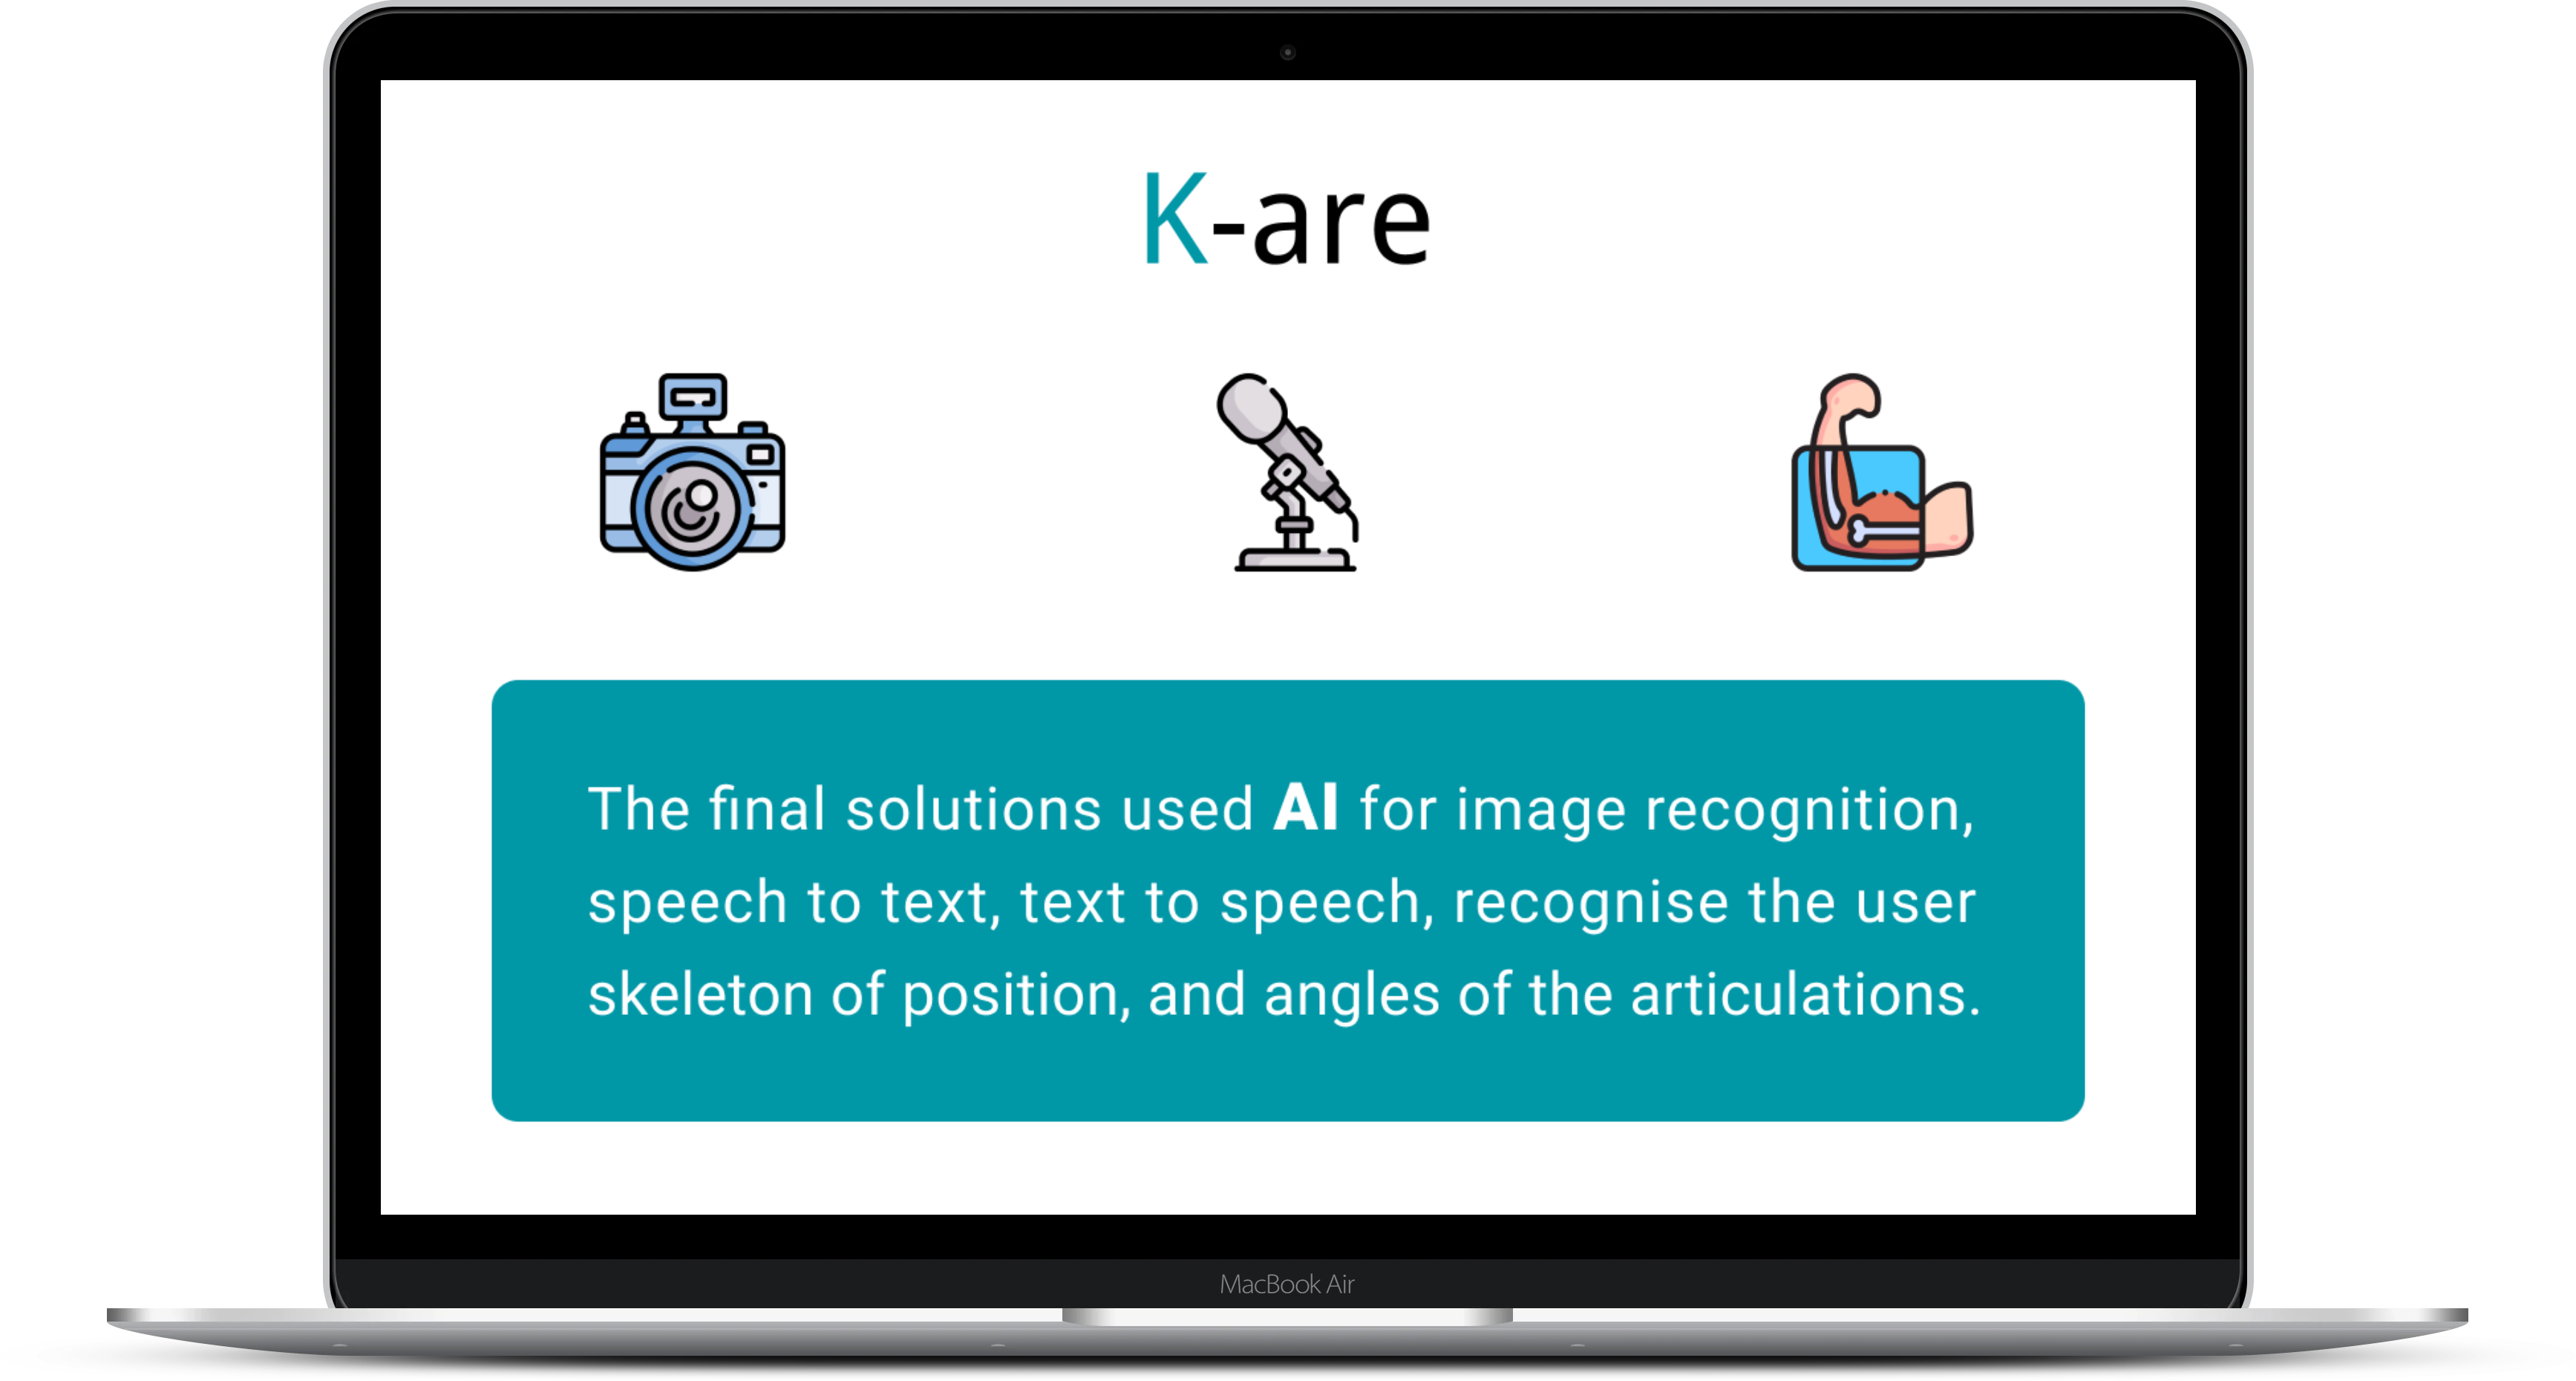 K-are
The final solutions used AI for image recognition,
speech to text, text to speech, recognise the user
skeleton of position, and angles of the articulations.
MacBook Air